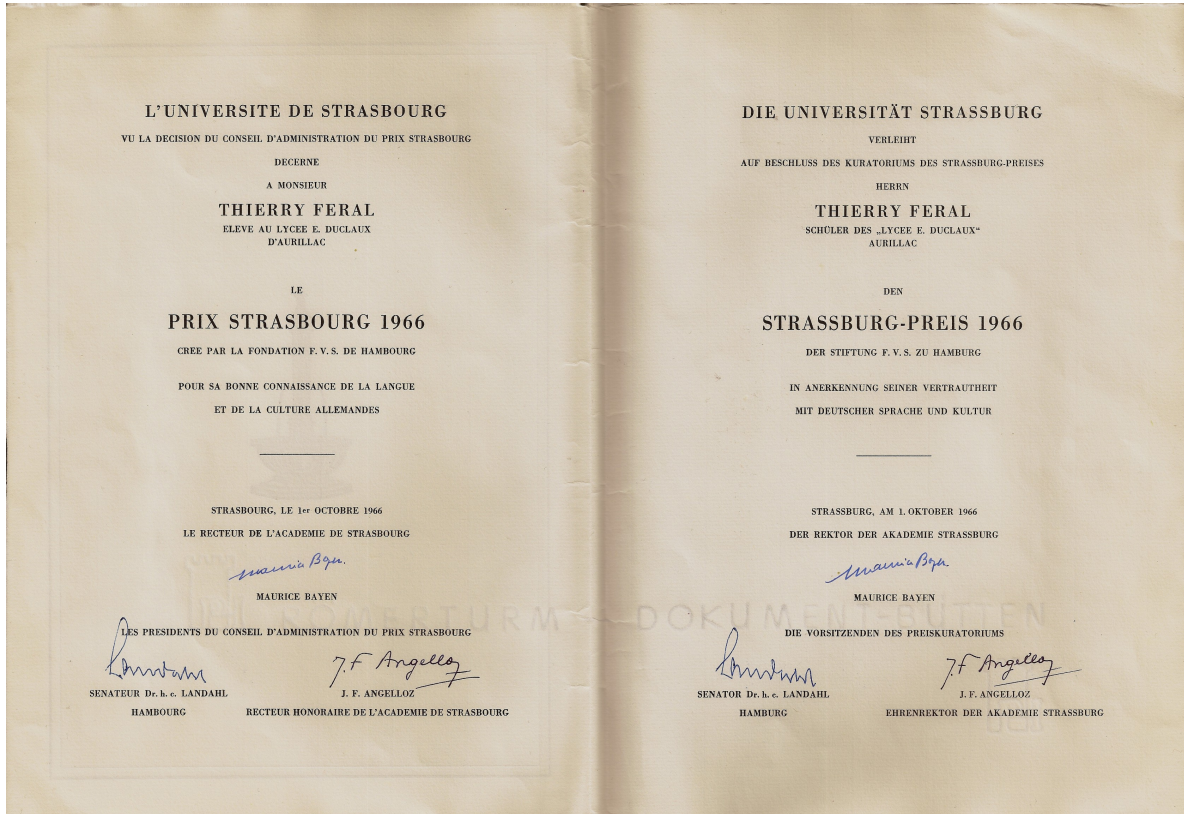 L'UNIVERSITE DE STRASBOURG
VU LA DECISION DU CONSEIL D'ADMINISTRATION DU PRIX STRASBOURG
DECERNE
A MONSIEUR
THIERRY FERAL
ELEVE AU LYCEE E. DUCLAUX
D'AURILLAC
LE
PRIX STRASBOURG 1966
CREE PAR LA FONDATION F. V. S. DE HAMBOURG
POUR SA BONNE CONNAISSANCE DE LA LANGUE
ET DE LA CULTURE ALLEMANDES
STRASBOURG, LE 1er OCTOBRE 1966
LE RECTEUR DE L'ACADEMIE DE STRASBOURG
Maurice Bayen
MAURICE BAYEN
LES PRESIDENTS DU CONSEIL D'ADMINISTRATION DU PRIX STRASBOURG
Landahl
J. F. Angelloz
SENATEUR Dr. h. c. LANDAHL
J. F. ANGELLOZ
HAMBOURG
RECTEUR HONORAIRE DE L'ACADEMIE DE STRASBOURG
DIE UNIVERSITÄT STRASSBURG
VERLEIHT
AUF BESCHLUSS DES KURATORIUMS DES STRASSBURG-PREISES
HERRN
THIERRY FERAL
SCHÜLER DES „LYCEE E. DUCLAUX“
AURILLAC
DEN
STRASSBURG-PREIS 1966
DER STIFTUNG F. V. S. ZU HAMBURG
IN ANERKENNUNG SEINER VERTRAUTHEIT
MIT DEUTSCHER SPRACHE UND KULTUR
STRASSBURG, AM 1. OKTOBER 1966
DER REKTOR DER AKADEMIE STRASSBURG
Maurice Bayen
MAURICE BAYEN
DIE VORSITZENDEN DES PREISKURATORIUMS
Landahl
J. F. Angelloz
SENATOR Dr. h. c. LANDAHL
J. F. ANGELLOZ
HAMBURG
EHRENREKTOR DER AKADEMIE STRASSBURG
RÖMERTURM - DOKUMENT-BÜTTEN